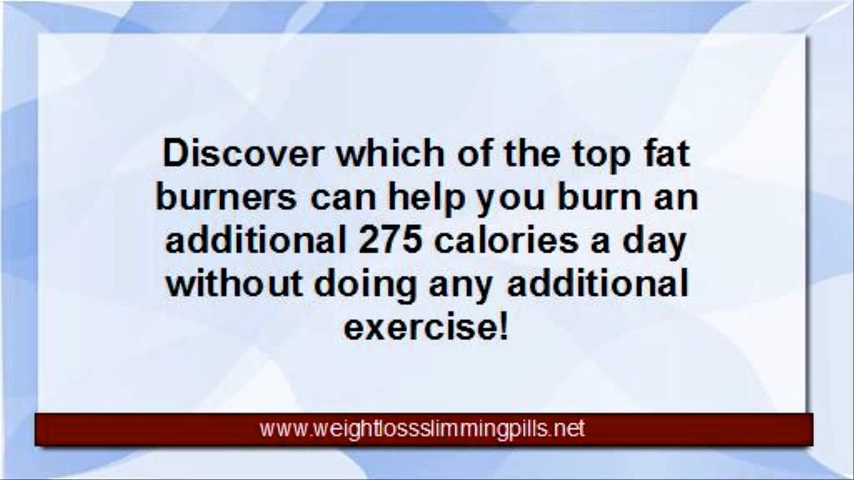 Discover which of the top fat
burners can help you burn an
additional 275 calories a day
without doing any additional
exercise!
www.weightlossslimmingpills.net